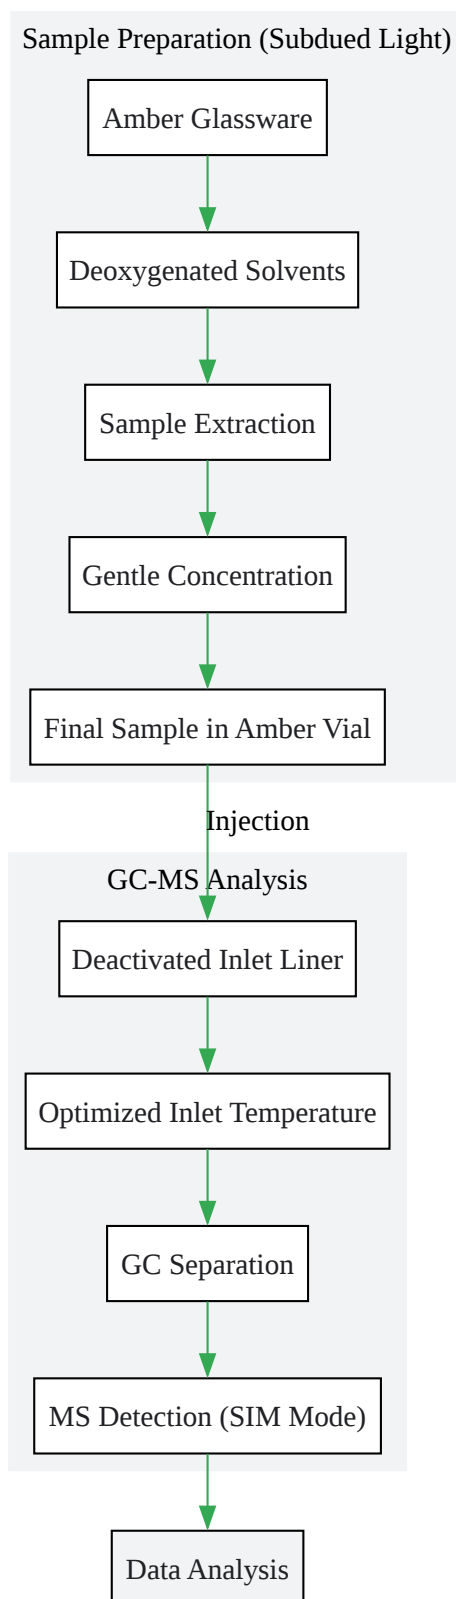 Sample Preparation (Subdued Light)
Amber Glassware
Deoxygenated Solvents
Sample Extraction
Gentle Concentration
Final Sample in Amber Vial
Injection
GC-MS Analysis
Deactivated Inlet Liner
Optimized Inlet Temperature
GC Separation
MS Detection (SIM Mode)
Data Analysis